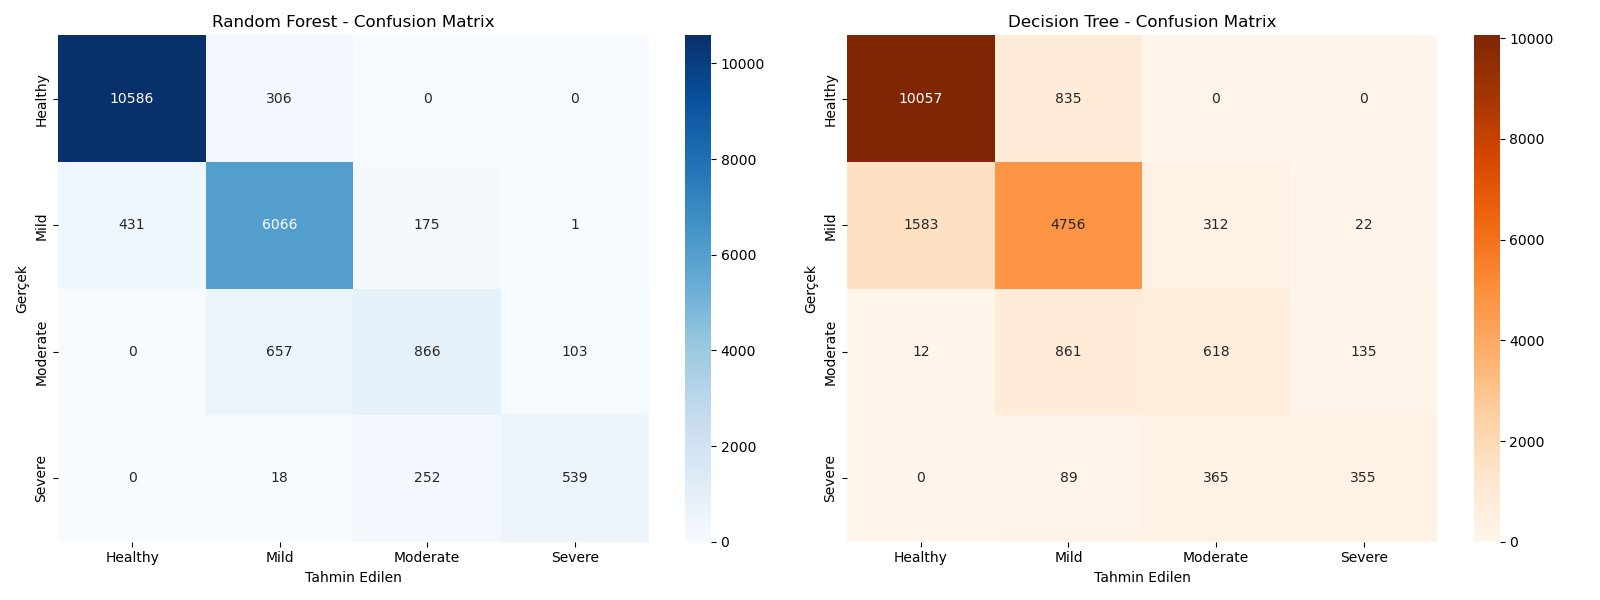 Random Forest - Confusion Matrix
Healthy 10586 306 0 0
Mild 431 6066 175 1
Moderate 0 657 866 103
Severe 0 18 252 539
Gerçek
Healthy Mild Moderate Severe
Tahmin Edilen
10000
8000
6000
4000
2000
0
Decision Tree - Confusion Matrix
Healthy 10057 835 0 0
Mild 1583 4756 312 22
Moderate 12 861 618 135
Severe 0 89 365 355
Gerçek
Healthy Mild Moderate Severe
Tahmin Edilen
10000
8000
6000
4000
2000
0